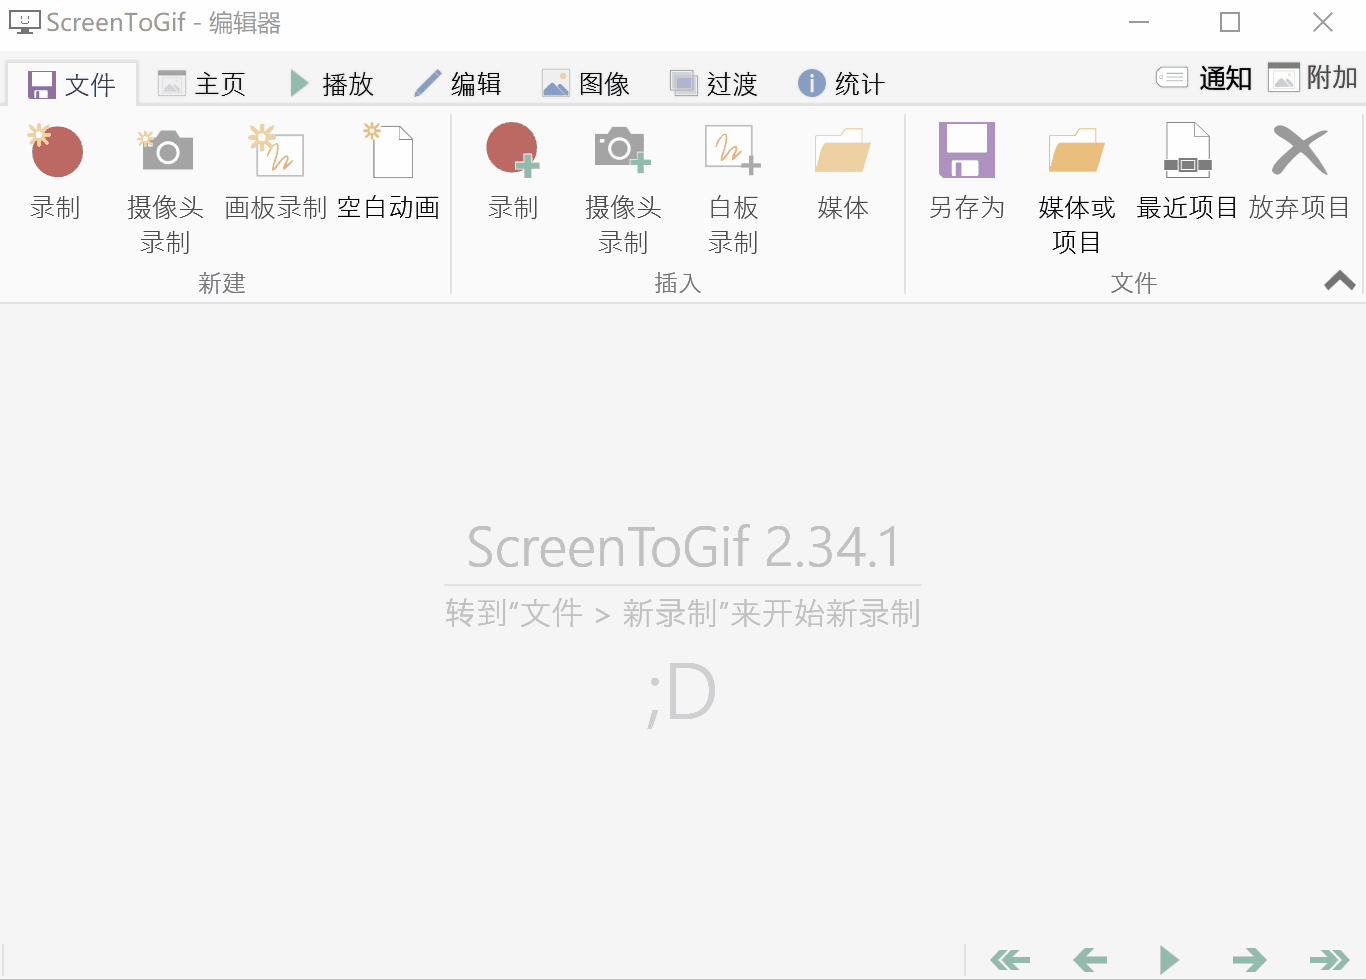 ScreenToGif - 编辑器
文件 主页 播放 编辑 图像 过渡 统计 通知 附加
录制 摄像头 画板录制 空白动画 录制 摄像头 白板 媒体 另存为 媒体或 最近项目 放弃项目
录制 录制 录制 项目
新建 插入 文件
ScreenToGif 2.34.1
转到“文件 > 新录制”来开始新录制
;D